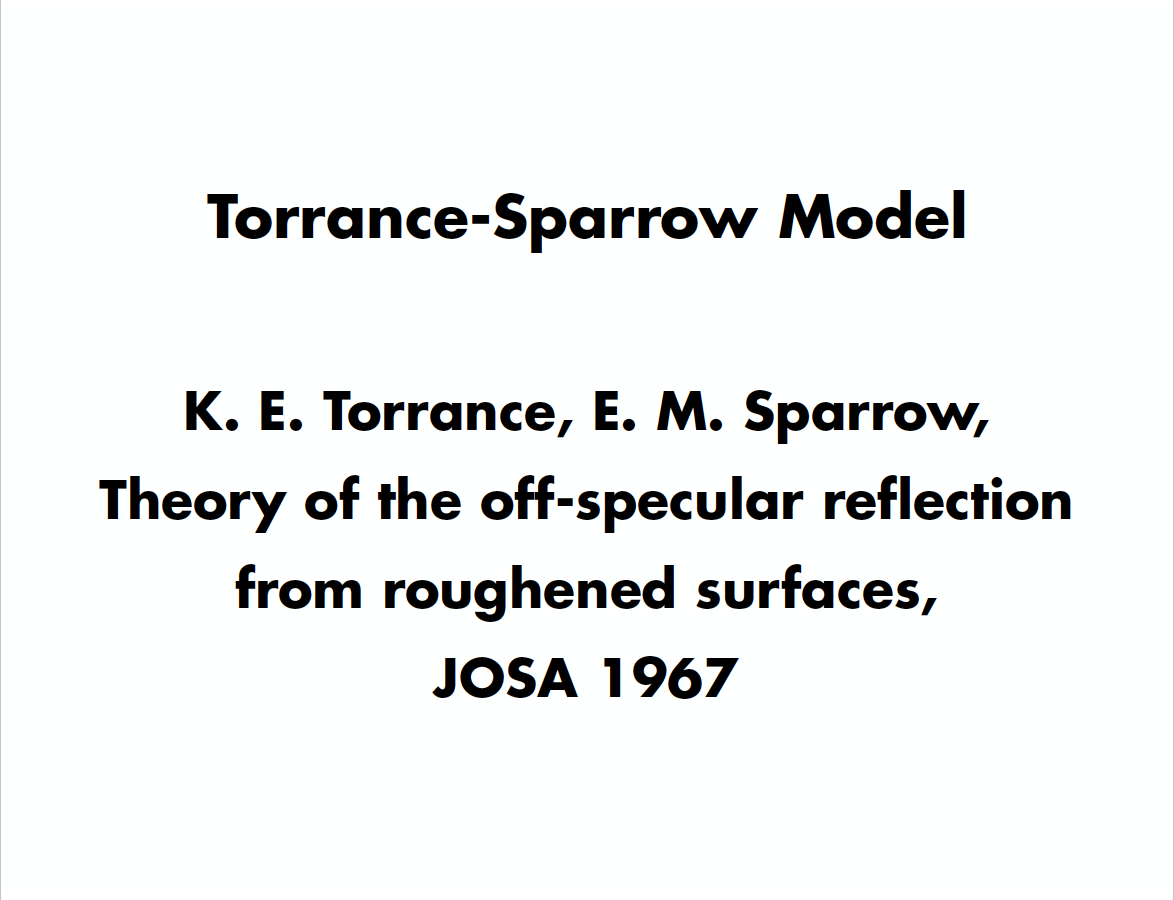 Torrance-Sparrow Model
K. E. Torrance, E. M. Sparrow,
Theory of the off-specular reflection
from roughened surfaces,
JOSA 1967